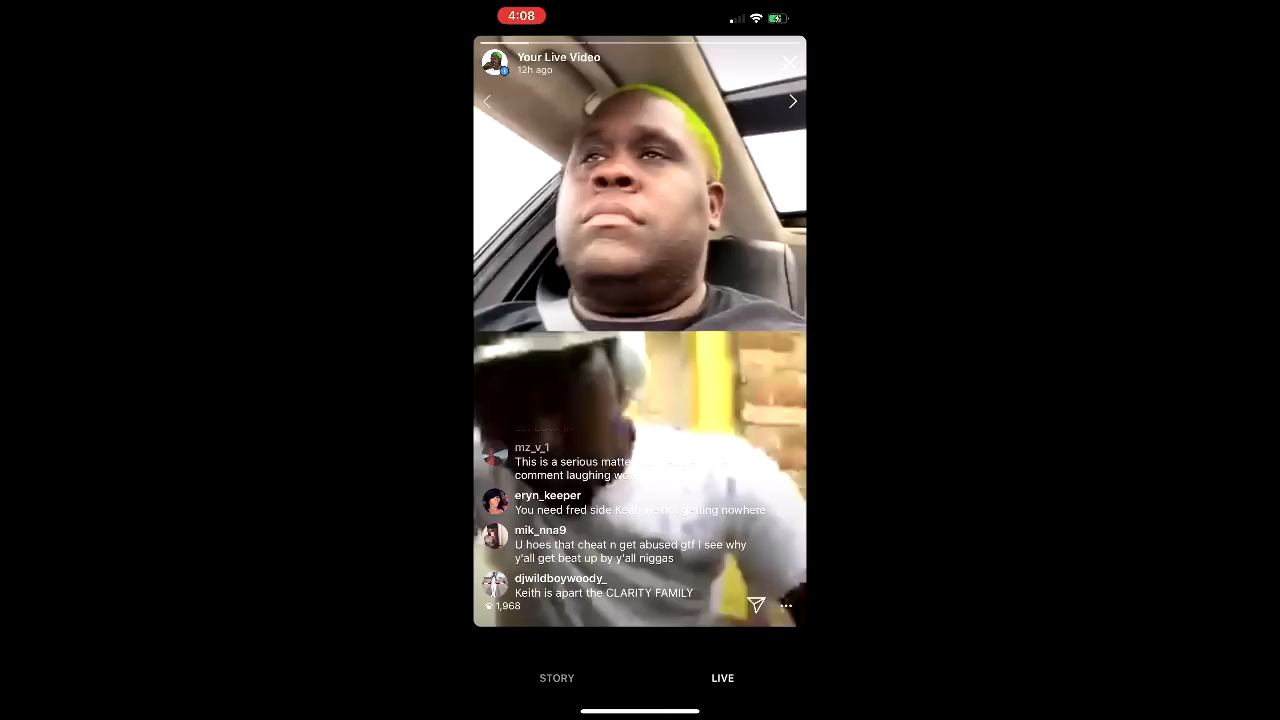 4:08
Your Live Video
12h ago
mz_v_1
This is a serious
comment laughing
eryn_keeper
You need fred side Keith we not getting nowhere
mik_nna9
U hoes that cheat n get abused gtf I see why
y'all get beat up by y'all niggas
djwildboywoody_
Keith is apart the CLARITY FAMILY
1,968
STORY
LIVE